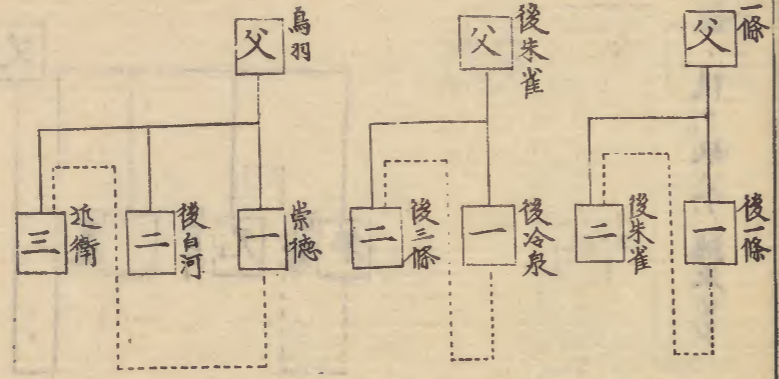 一條
父
後一條
一
後朱雀
二
後朱雀
父
後冷泉
一
後三條
二
鳥羽
父
崇徳
一
後白河
二
近衛
三